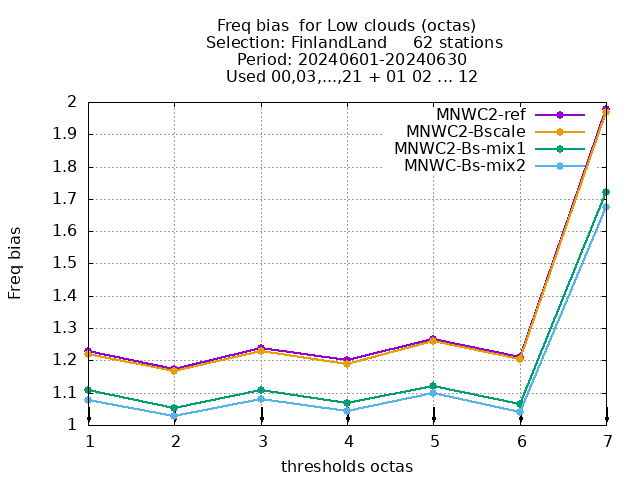 Freq bias  for Low clouds (octas)
Selection: FinlandLand     62 stations
Period: 20240601-20240630
Used 00,03,...,21 + 01 02 ... 12
MNWC2-ref
MNWC2-Bscale
MNWC2-Bs-mix1
MNWC-Bs-mix2
2
1.9
1.8
1.7
1.6
1.5
1.4
1.3
1.2
1.1
1
Freq bias
1 2 3 4 5 6 7
thresholds octas